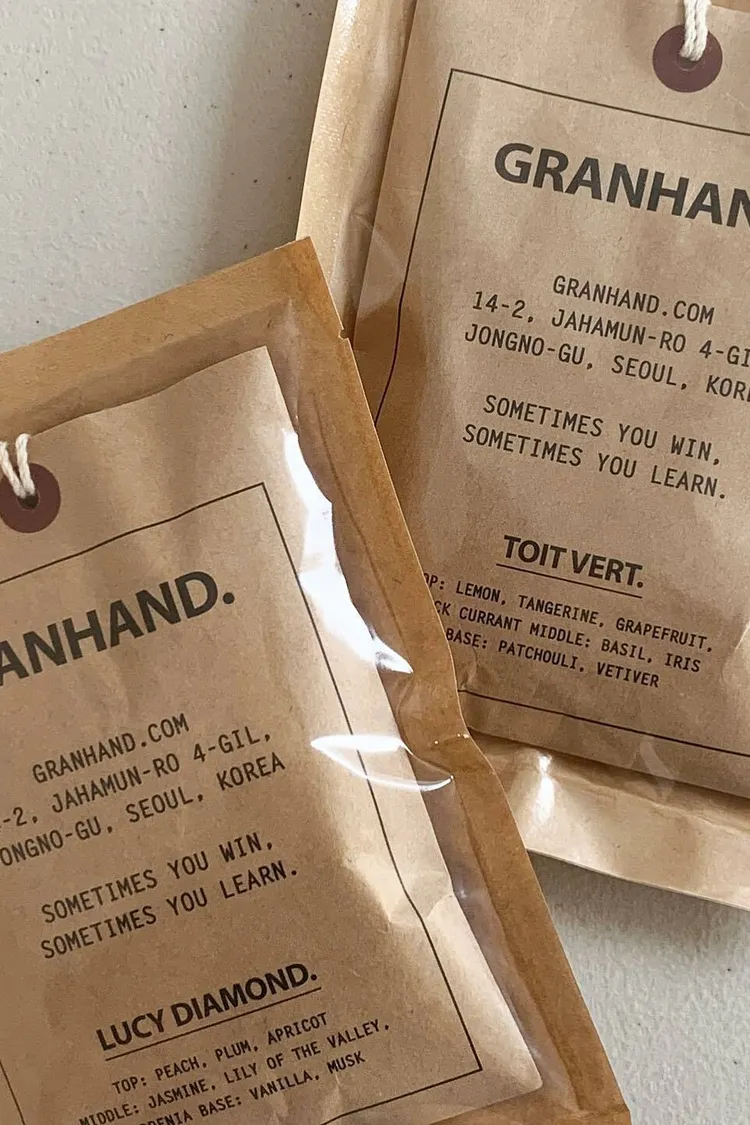 GRANHAN
GRANHAND.COM
14-2, JAHAMUN-RO 4-GI
JONGNO-GU, SEOUL, KOR
SOMETIMES YOU WIN,
SOMETIMES YOU LEARN.
TOIT VERT.
OP: LEMON, TANGERINE, GRAPEFRUIT,
CK CURRANT MIDDLE: BASIL, IRIS
BASE: PATCHOULI, VETIVER
ANHAND.
GRANHAND.COM
-2, JAHAMUN-RO 4-GIL,
ONGNO-GU, SEOUL, KOREA
SOMETIMES YOU WIN,
SOMETIMES YOU LEARN.
LUCY DIAMOND.
TOP: PEACH, PLUM, APRICOT
MIDDLE: JASMINE, LILY OF THE VALLEY,
DENIA BASE: VANILLA, MUSK